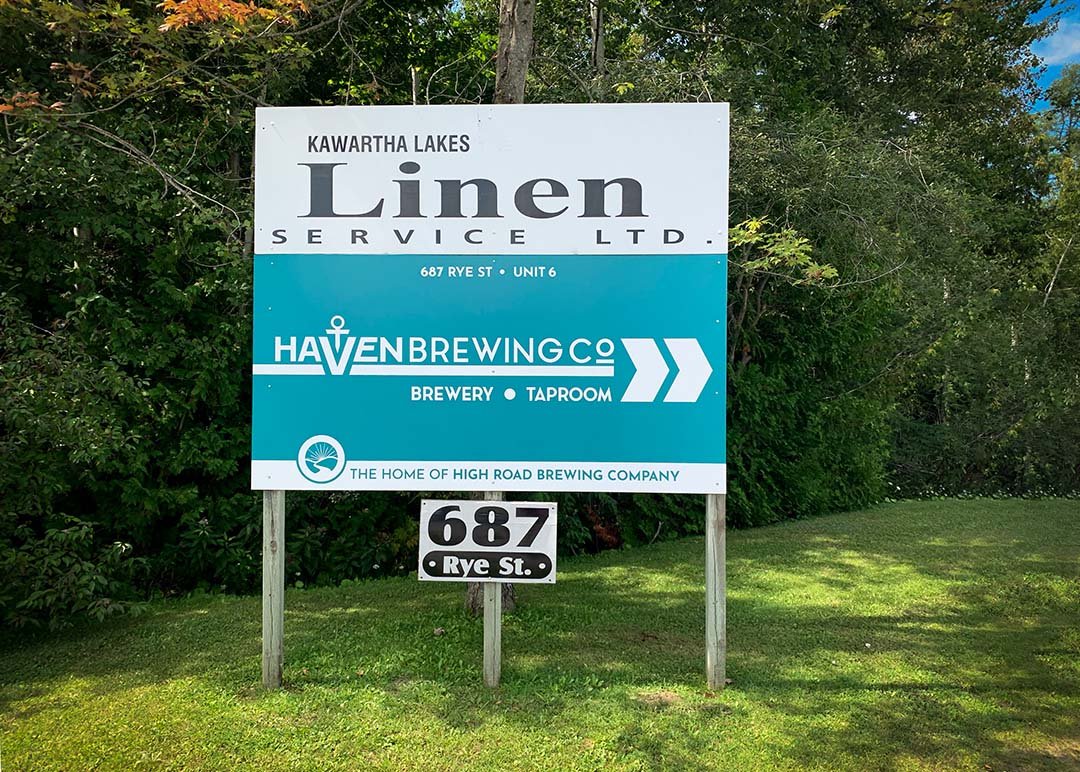 KAWARTHA LAKES
Linen
SERVICE LTD.
687 RYE ST • UNIT 6
HAVEN BREWING CO
BREWERY • TAPROOM
THE HOME OF HIGH ROAD BREWING COMPANY
687
• Rye St. •